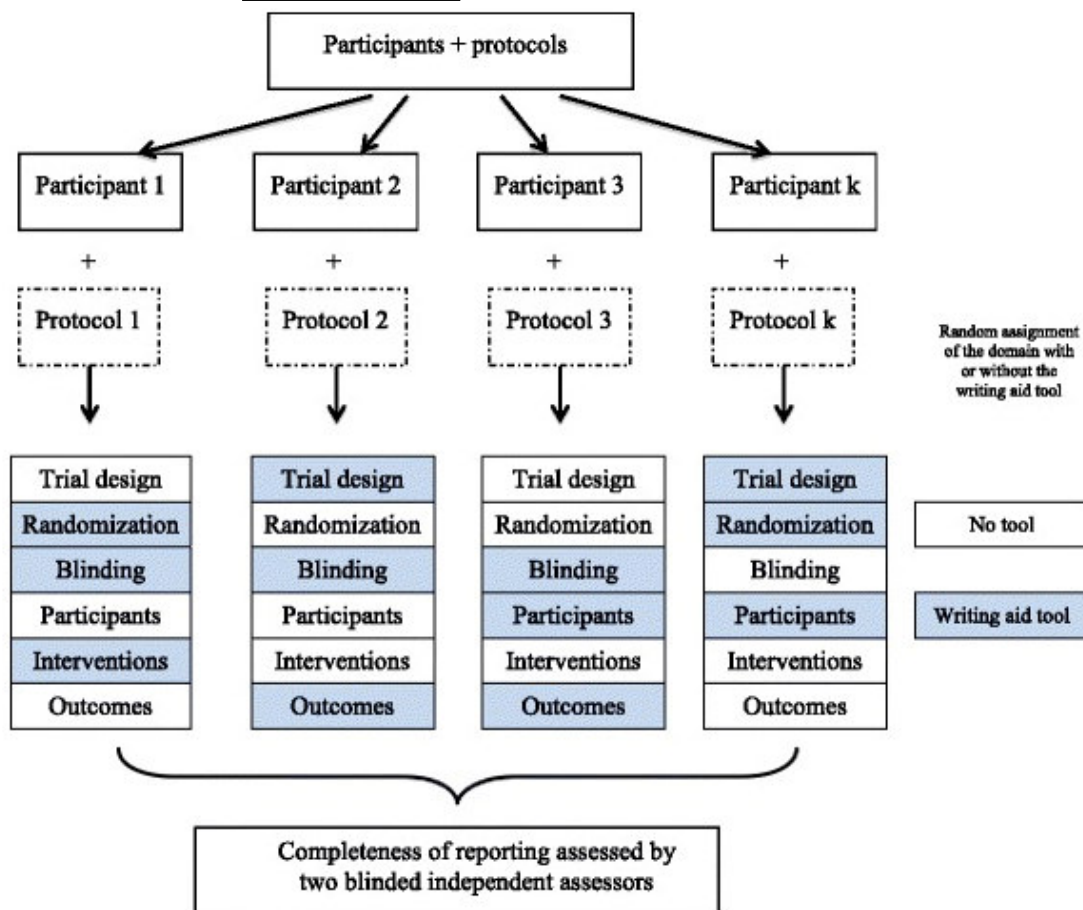 Participants + protocols
Participant 1
Participant 2
Participant 3
Participant k
+
+
+
+
Protocol 1
Protocol 2
Protocol 3
Protocol k
Random assignment
of the domain with
or without the
writing aid tool
Trial design
Randomization
Blinding
Participants
Interventions
Outcomes
Trial design
Randomization
Blinding
Participants
Interventions
Outcomes
Trial design
Randomization
Blinding
Participants
Interventions
Outcomes
Trial design
Randomization
Blinding
Participants
Interventions
Outcomes
No tool
Writing aid tool
Completeness of reporting assessed by
two blinded independent assessors